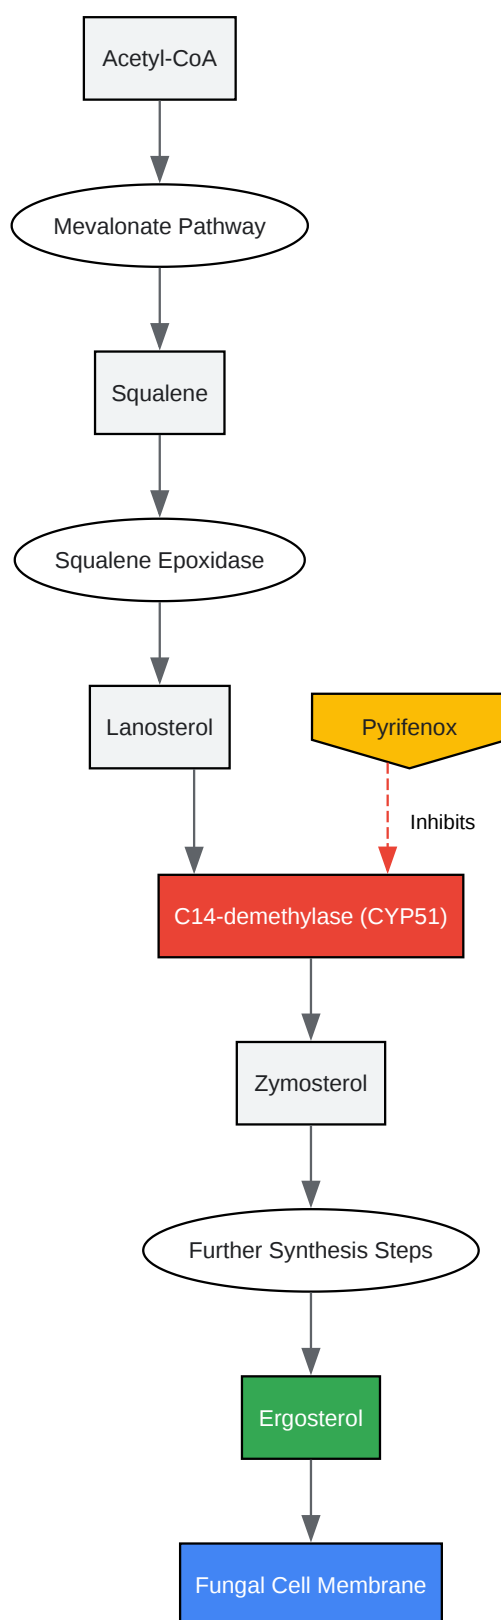 Acetyl-CoA
Mevalonate Pathway
Squalene
Squalene Epoxidase
Lanosterol
Pyrifenox
Inhibits
C14-demethylase (CYP51)
Zymosterol
Further Synthesis Steps
Ergosterol
Fungal Cell Membrane